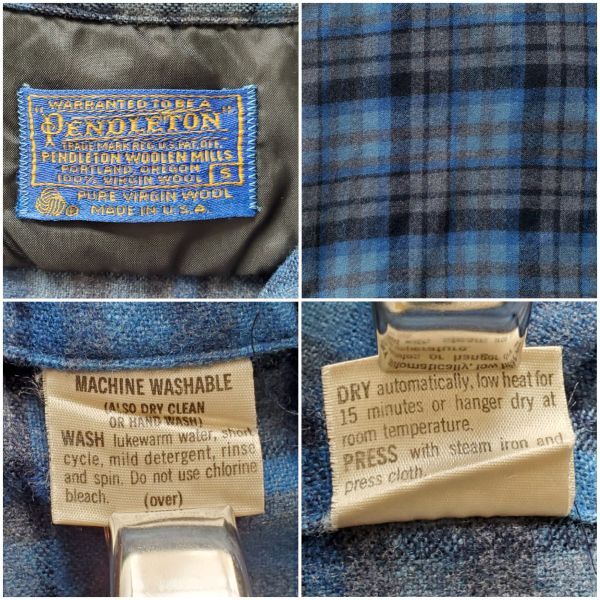 "WARRANTED TO BE A
PENDLETON"
TRADE MARK REG. U.S. PAT. OFF.
PENDLETON WOOLEN MILLS
PORTLAND, OREGON
100% VIRGIN WOOL S
PURE VIRGIN WOOL
MADE IN U.S.A.
MACHINE WASHABLE
(ALSO DRY CLEAN
OR HAND WASH)
WASH lukewarm water, short
cycle, mild detergent, rinse
and spin. Do not use chlorine
bleach. (over)
DRY automatically, low heat for
15 minutes or hanger dry at
room temperature.
PRESS with steam iron and
press cloth.